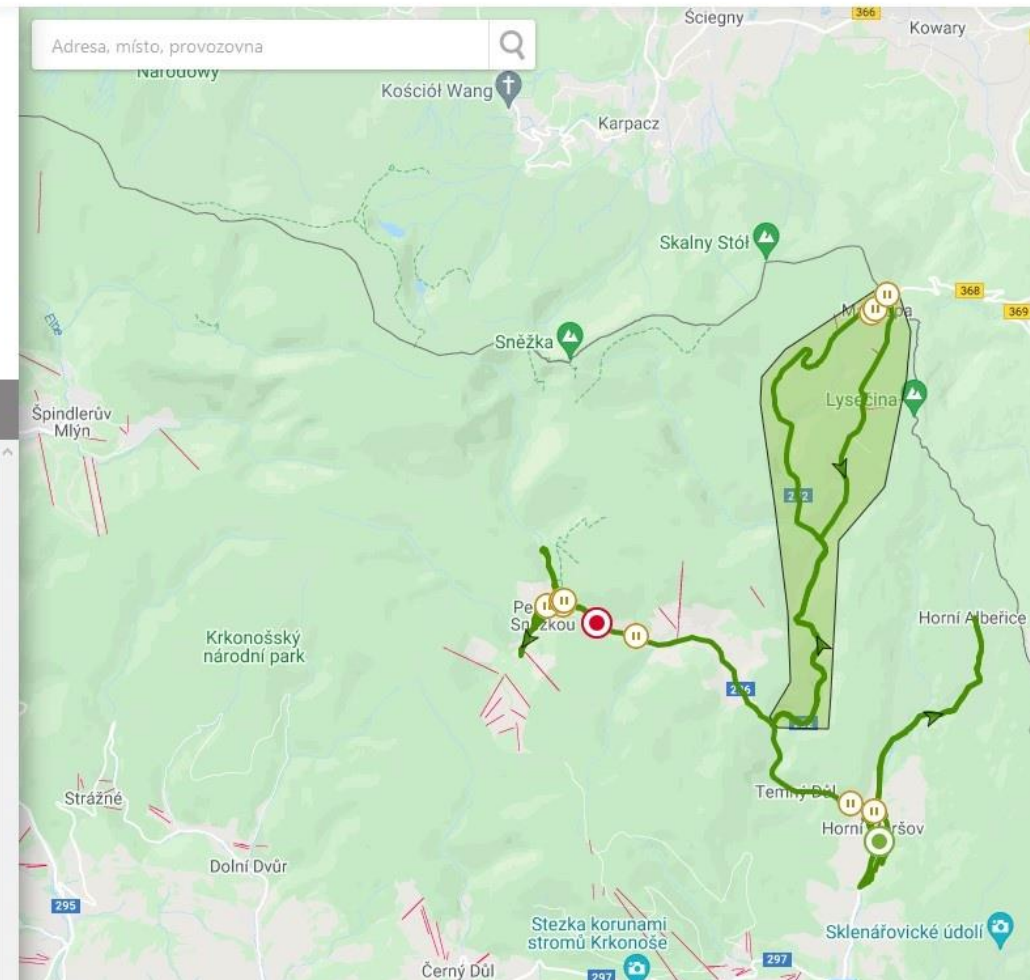 Ściegny
366
Kowary
Adresa, místo, provozovna
Narodowy
Kościół Wang
Karpacz
Skalny Stół
368
369
Elbe
Sněžka
Lysečina
Špindlerův
Mlýn
Horní Albeřice
Krkonošský
národní park
Temný Důl
Strážné
Horní
Dolní Dvůr
295
Stezka korunami
stromů Krkonoše
Sklenářovické údolí
297
297
Černý Důl